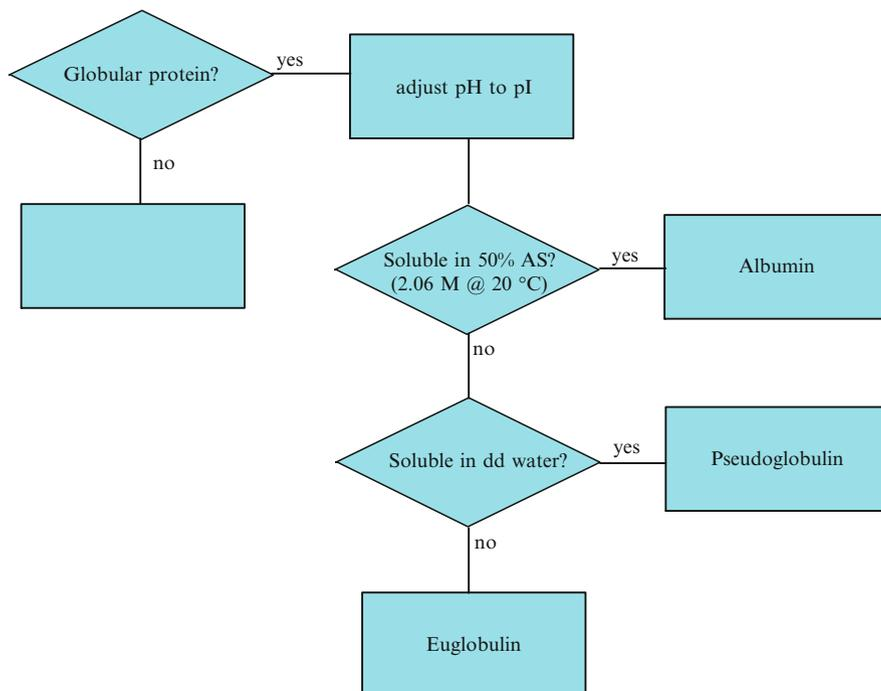 Globular protein?
yes
adjust pH to pI
no
Soluble in 50% AS?
(2.06 M @ 20 °C)
yes
Albumin
no
Soluble in dd water?
yes
Pseudoglobulin
no
Euglobulin